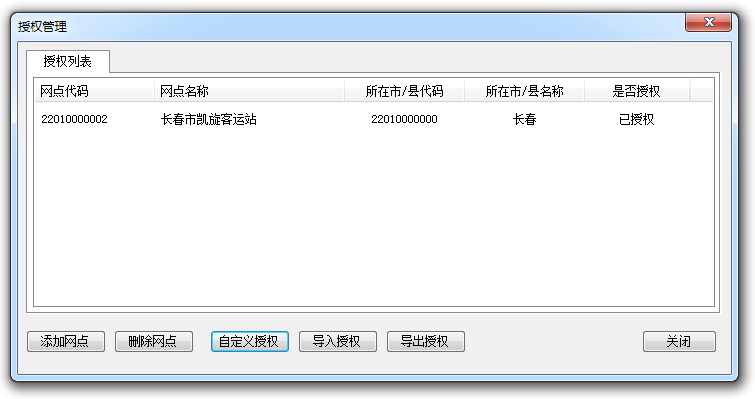 授权管理
授权列表
网点代码 网点名称 所在市/县代码 所在市/县名称 是否授权
22010000002 长春市凯旋客运站 22010000000 长春 已授权
添加网点 删除网点 自定义授权 导入授权 导出授权 关闭